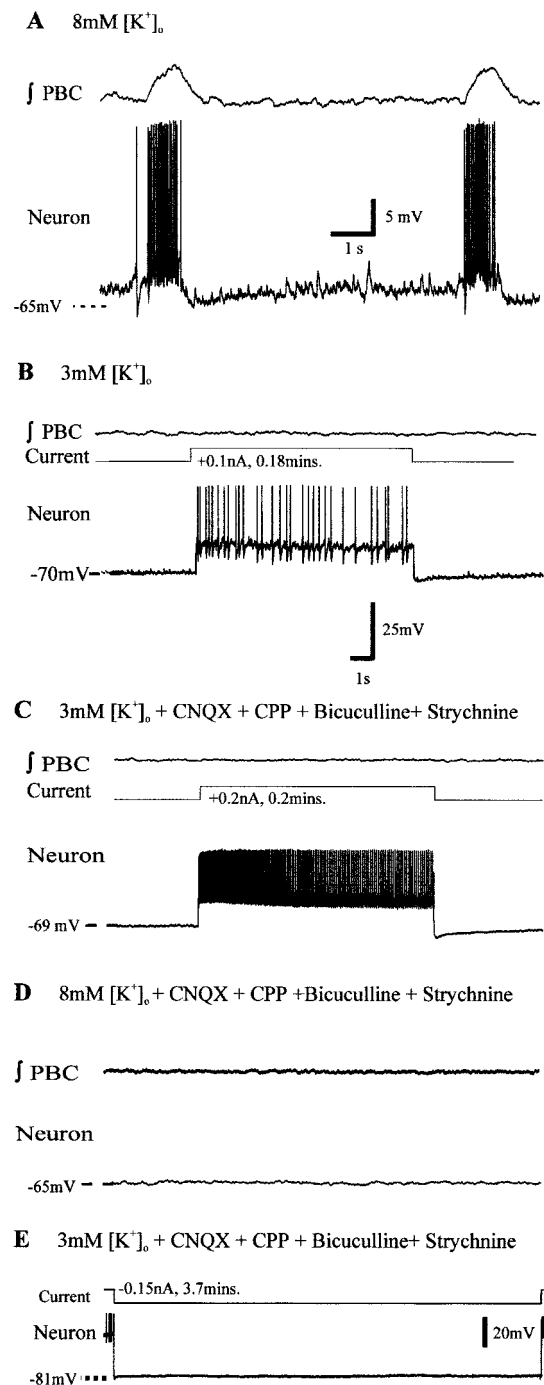 A 8mM [K⁺]ₒ
∫ PBC
Neuron
5 mV
1 s
-65mV
B 3mM [K⁺]ₒ
∫ PBC
Current
+0.1nA, 0.18mins.
Neuron
-70mV
25mV
1s
C 3mM [K⁺]ₒ + CNQX + CPP + Bicuculline+ Strychnine
∫ PBC
Current
+0.2nA, 0.2mins.
Neuron
-69 mV
D 8mM [K⁺]ₒ + CNQX + CPP +Bicuculline + Strychnine
∫ PBC
Neuron
-65mV
E 3mM [K⁺]ₒ + CNQX + CPP + Bicuculline+ Strychnine
Current
-0.15nA, 3.7mins.
Neuron
20mV
-81mV